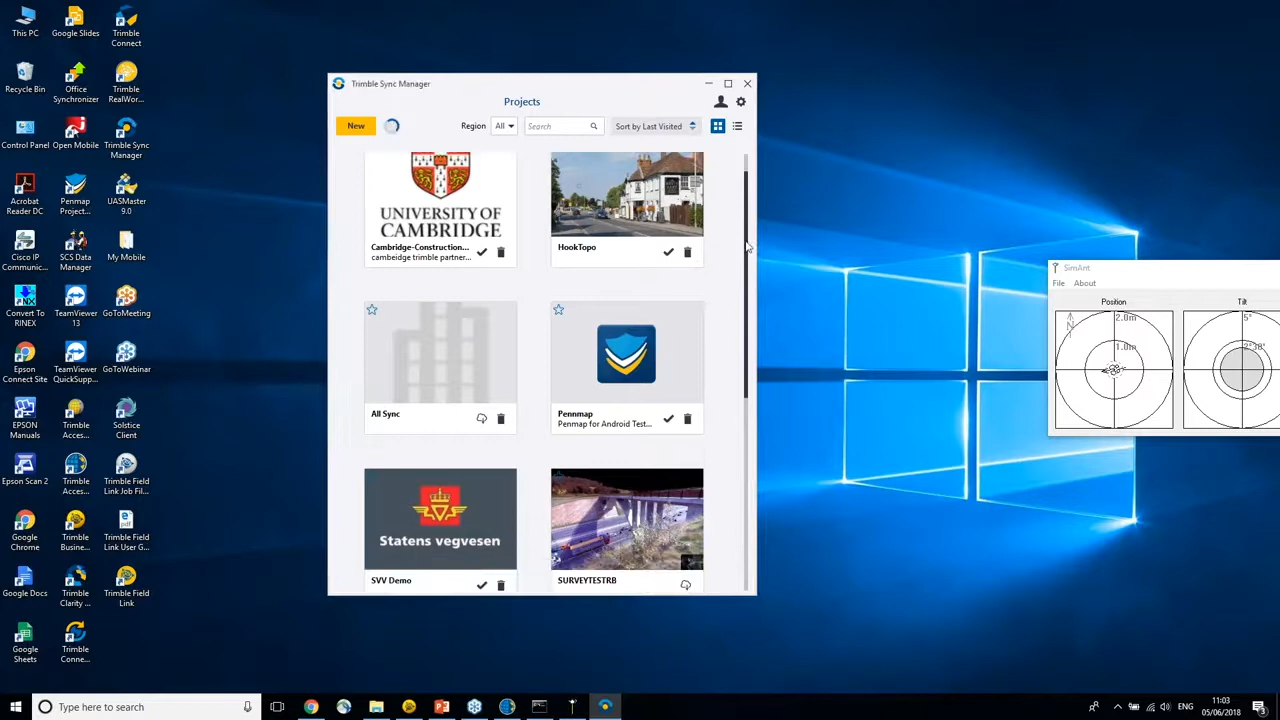 This PC
Google Slides
Trimble
Connect
Recycle Bin
Office
Synchronizer
Trimble
RealWor...
Control Panel
Open Mobile
Trimble Sync
Manager
Acrobat
Reader DC
Penmap
Project...
UASMaster
9.0
Cisco IP
Communic...
SCS Data
Manager
My Mobile
Convert To
RINEX
TeamViewer
13
GoToMeeting
Epson
Connect Site
TeamViewer
QuickSupp...
GoToWebinar
EPSON
Manuals
Trimble
Acces...
Solstice
Client
Epson Scan 2
Trimble
Acces...
Trimble Field
Link Job Fil...
Google
Chrome
Trimble
Busine...
Trimble Field
Link User G...
Google Docs
Trimble
Clarity ...
Trimble Field
Link
Google
Sheets
Trimble
Conne...
Trimble Sync Manager
Projects
New
Region
All
Search
Sort by Last Visited
UNIVERSITY OF
CAMBRIDGE
Cambridge-Construction...
cambeidge trimble partner...
HookTopo
All Sync
Pennmap
Penmap for Android Test...
Statens vegvesen
SVV Demo
SURVEYTESTRB
SimAnt
File
About
Position
Tilt
N
2.0m
1.0m
5°
2°30'
Type here to search
ENG
11:03
05/06/2018